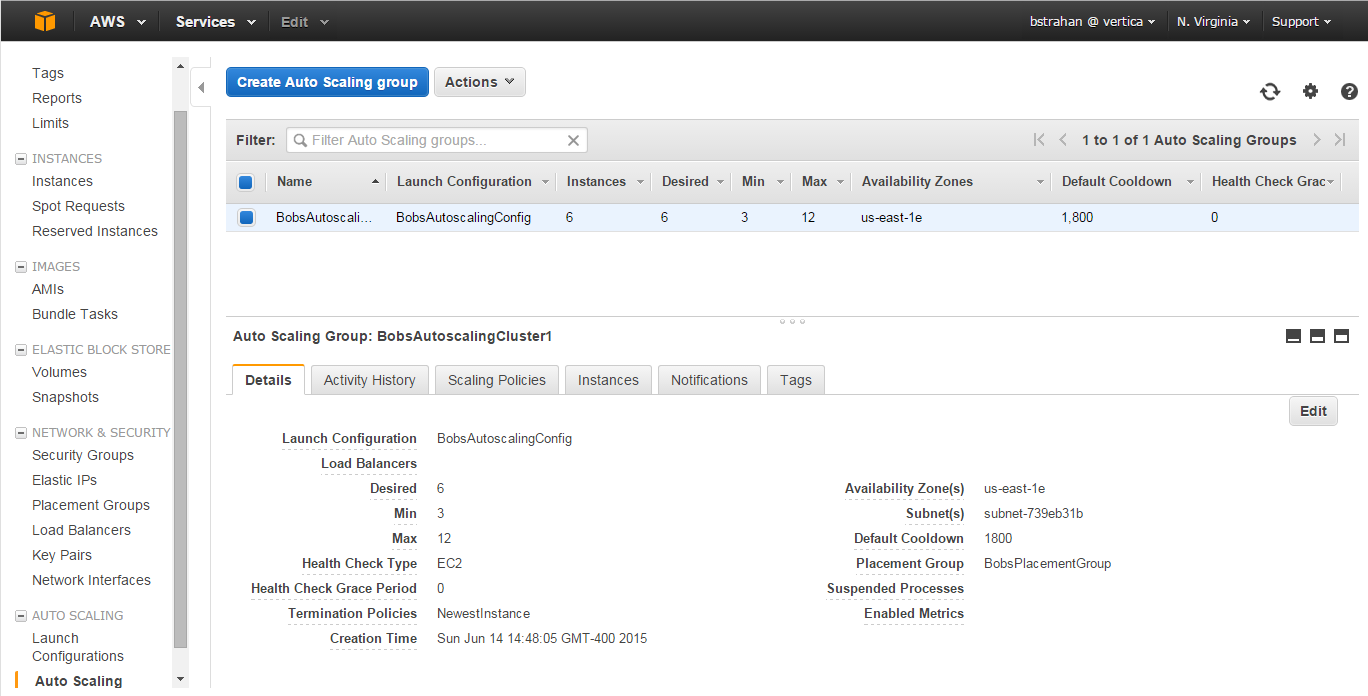 AWS Services Edit bstrahan @ vertica N. Virginia Support
Tags
Reports
Limits
INSTANCES
Instances
Spot Requests
Reserved Instances
IMAGES
AMIs
Bundle Tasks
ELASTIC BLOCK STORE
Volumes
Snapshots
NETWORK & SECURITY
Security Groups
Elastic IPs
Placement Groups
Load Balancers
Key Pairs
Network Interfaces
AUTO SCALING
Launch
Configurations
Auto Scaling
Create Auto Scaling group Actions
Filter: Filter Auto Scaling groups... 1 to 1 of 1 Auto Scaling Groups
Name Launch Configuration Instances Desired Min Max Availability Zones Default Cooldown Health Check Grac
BobsAutoscali... BobsAutoscalingConfig 6 6 3 12 us-east-1e 1,800 0
Auto Scaling Group: BobsAutoscalingCluster1
Details Activity History Scaling Policies Instances Notifications Tags
Edit
Launch Configuration BobsAutoscalingConfig
Load Balancers
Desired 6 Availability Zone(s) us-east-1e
Min 3 Subnet(s) subnet-739eb31b
Max 12 Default Cooldown 1800
Health Check Type EC2 Placement Group BobsPlacementGroup
Health Check Grace Period 0 Suspended Processes
Termination Policies NewestInstance Enabled Metrics
Creation Time Sun Jun 14 14:48:05 GMT-400 2015